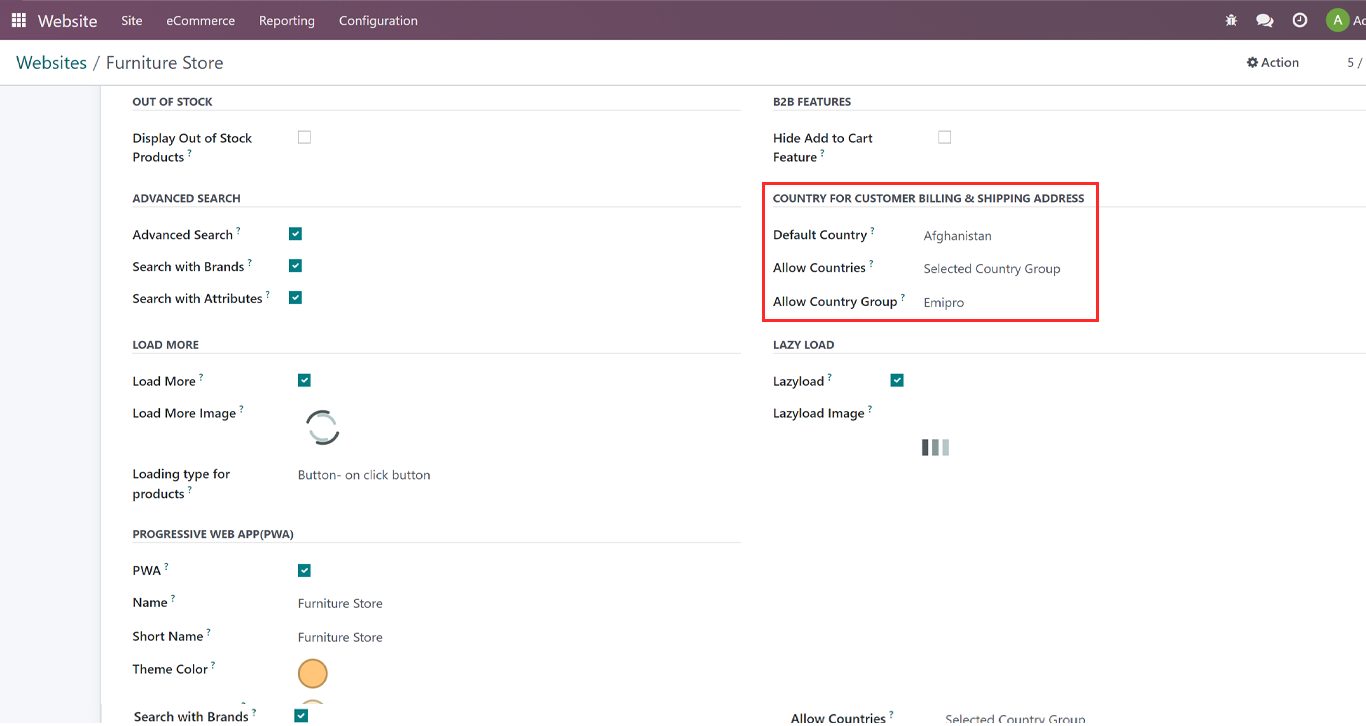 Website Site eCommerce Reporting Configuration A Ac
Websites / Furniture Store Action 5 /
OUT OF STOCK
Display Out of Stock
Products ?
B2B FEATURES
Hide Add to Cart
Feature ?
ADVANCED SEARCH
Advanced Search ?
Search with Brands ?
Search with Attributes ?
COUNTRY FOR CUSTOMER BILLING & SHIPPING ADDRESS
Default Country ? Afghanistan
Allow Countries ? Selected Country Group
Allow Country Group ? Emipro
LOAD MORE
Load More ?
Load More Image ?
Loading type for
products ?
Button- on click button
LAZY LOAD
Lazyload ?
Lazyload Image ?
PROGRESSIVE WEB APP(PWA)
PWA ?
Name ? Furniture Store
Short Name ? Furniture Store
Theme Color ?
Search with Brands ?
Allow Countries ? Selected Country Group